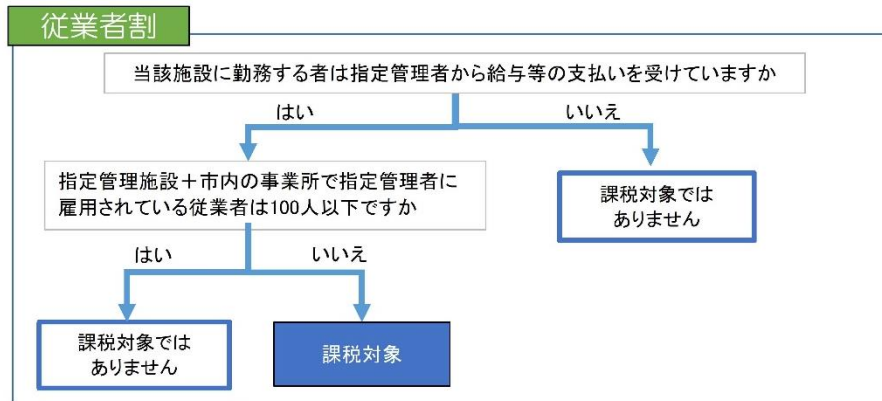 従業者割
当該施設に勤務する者は指定管理者から給与等の支払いを受けていますか
はい
いいえ
指定管理施設＋市内の事業所で指定管理者に
雇用されている従業者は100人以下ですか
課税対象では
ありません
はい
いいえ
課税対象では
ありません
課税対象